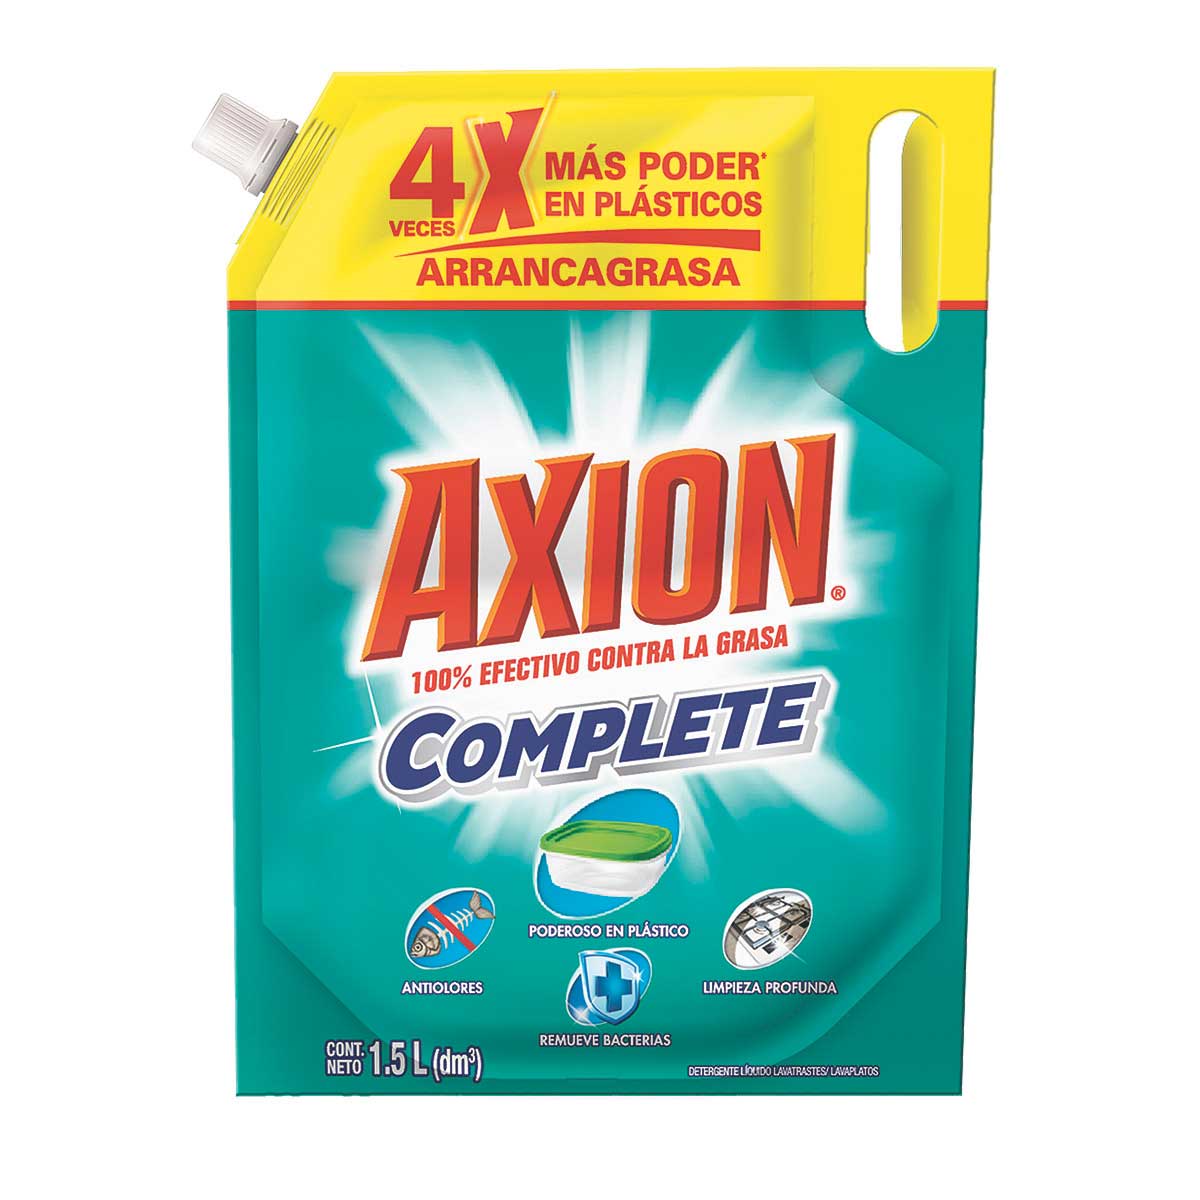 4X MÁS PODER*
VECES EN PLÁSTICOS
ARRANCAGRASA
AXION®
100% EFECTIVO CONTRA LA GRASA
COMPLETE
PODEROSO EN PLÁSTICO
ANTIOLORES
LIMPIEZA PROFUNDA
REMUEVE BACTERIAS
CONT. NETO 1.5 L (dm³)
DETERGENTE LÍQUIDO LAVATRASTES/ LAVAPLATOS